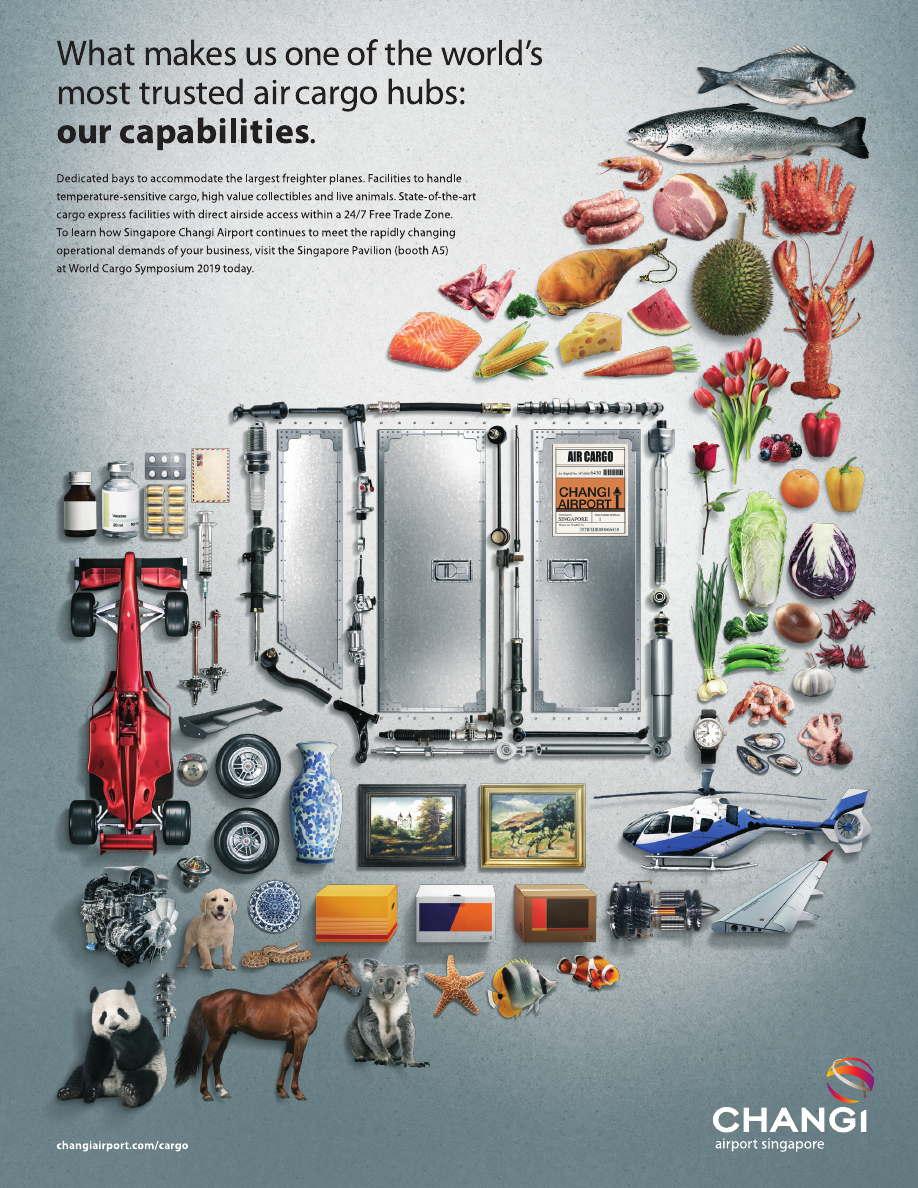 What makes us one of the world's
most trusted air cargo hubs:
our capabilities.
Dedicated bays to accommodate the largest freighter planes. Facilities to handle
temperature-sensitive cargo, high value collectibles and live animals. State-of-the-art
cargo express facilities with direct airside access within a 24/7 Free Trade Zone.
To learn how Singapore Changi Airport continues to meet the rapidly changing
operational demands of your business, visit the Singapore Pavilion (booth A5)
at World Cargo Symposium 2019 today.
AIR CARGO
CHANGI
AIRPORT
SINGAPORE
1
Vaccine
20 ml
CHANGI
airport singapore
changiairport.com/cargo